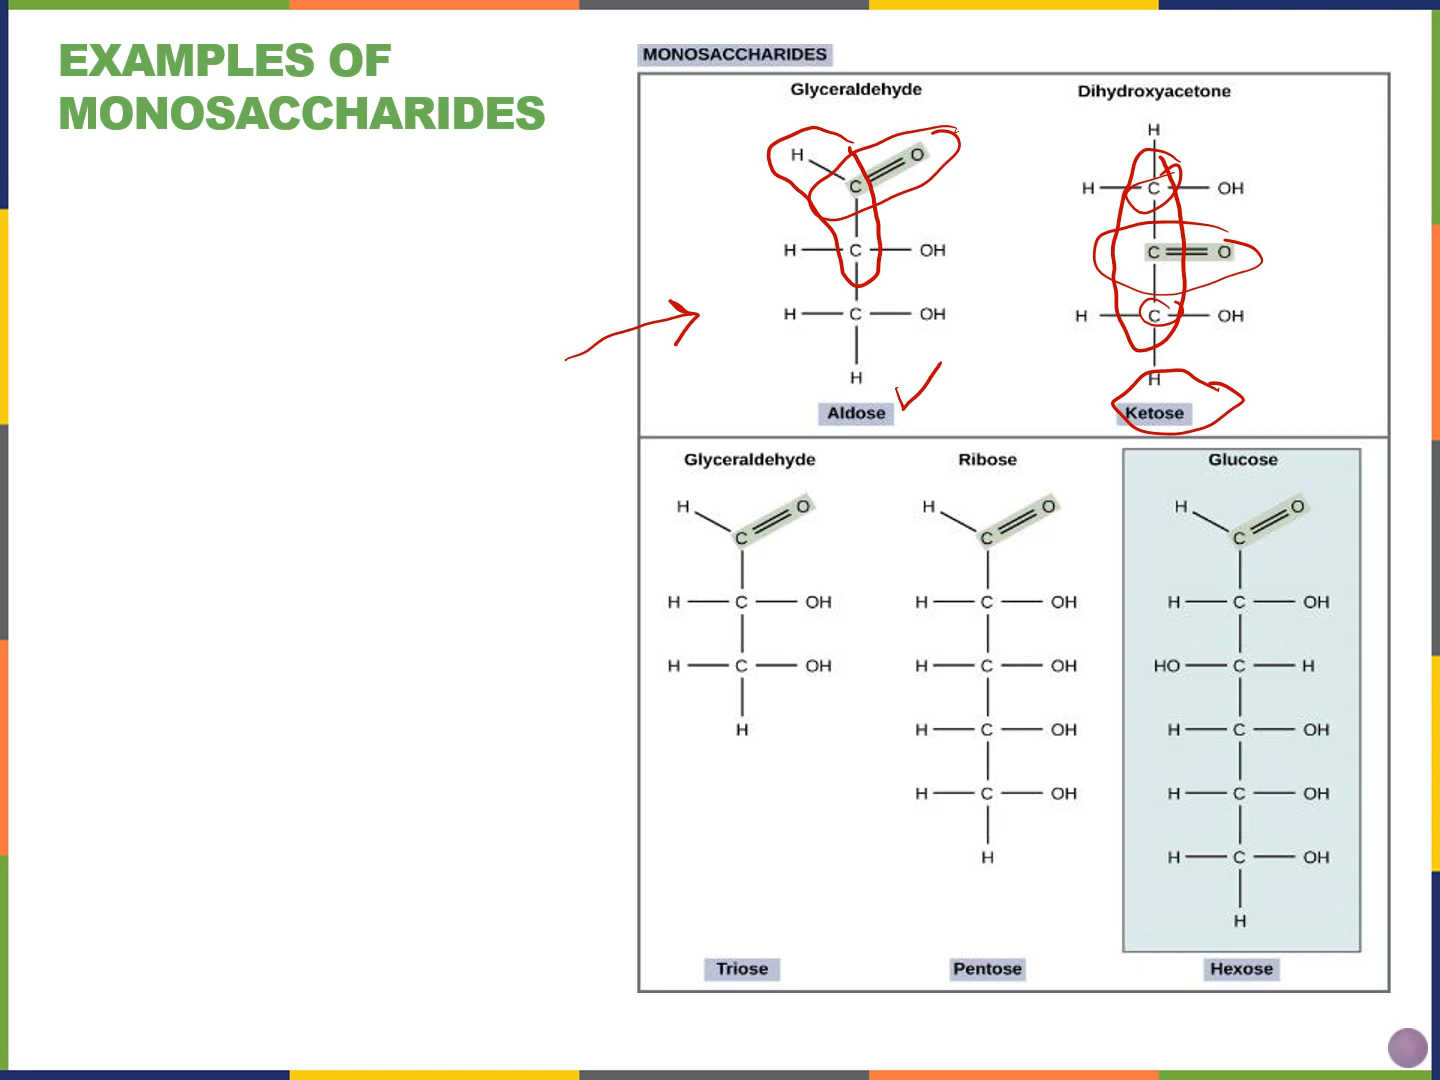 EXAMPLES OF
MONOSACCHARIDES
MONOSACCHARIDES
Glyceraldehyde
H
O
C
H C OH
H C OH
H
Aldose
Dihydroxyacetone
H
H C OH
C O
H C OH
H
Ketose
Glyceraldehyde
H
O
C
H C OH
H C OH
H
Triose
Ribose
H
O
C
H C OH
H C OH
H C OH
H C OH
H
Pentose
Glucose
H
O
C
H C OH
HO C H
H C OH
H C OH
H C OH
H
Hexose